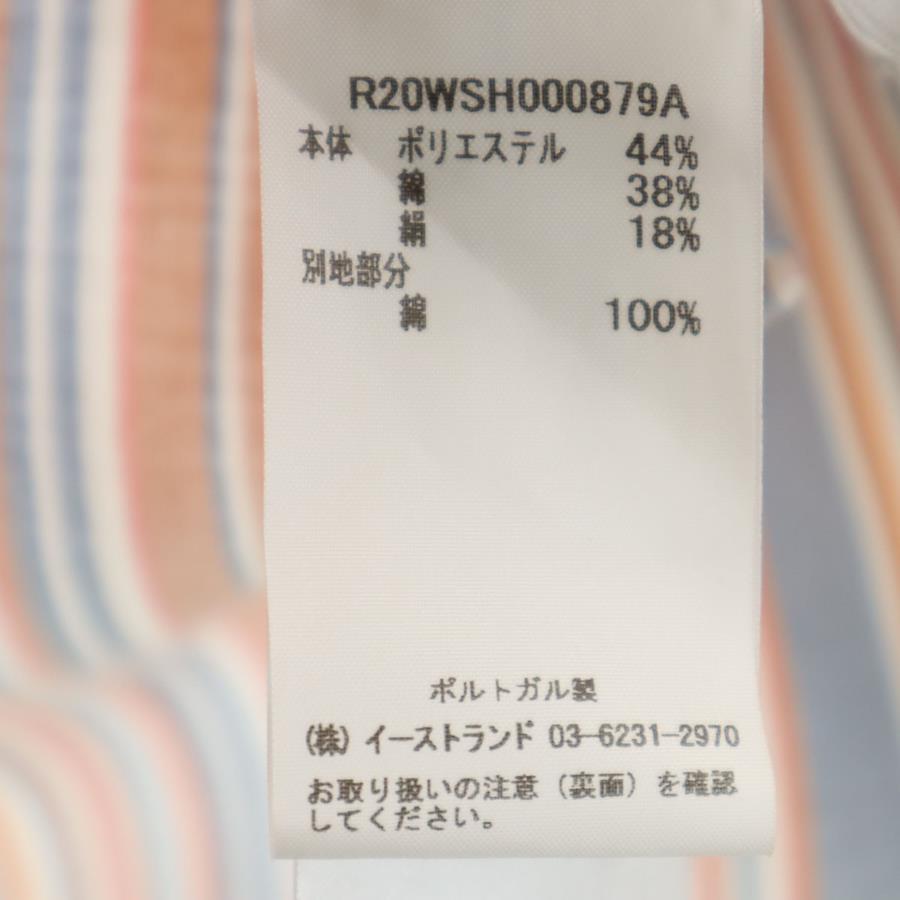 R20WSH000879A
本体 ポリエステル 44%
綿 38%
絹 18%
別地部分
綿 100%
ポルトガル製
(株) イーストランド 03-6231-2970
お取り扱いの注意（裏面）を確認
してください。